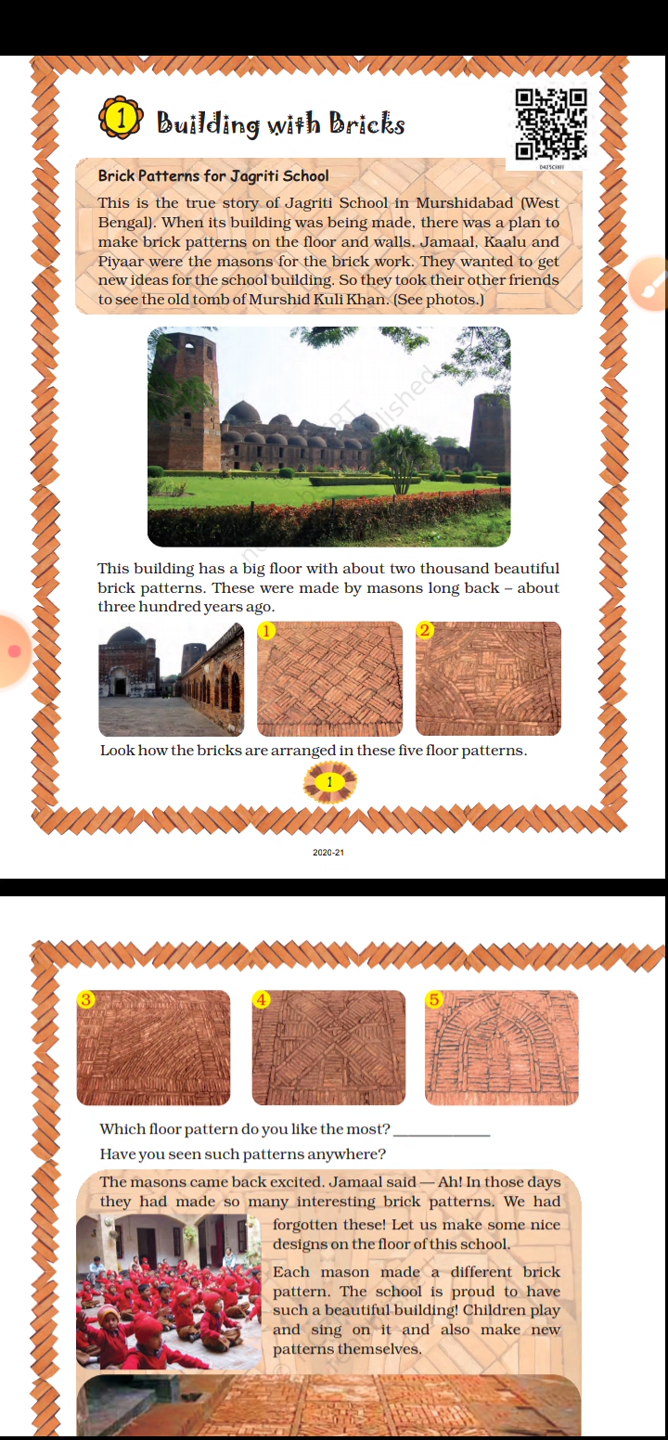 1
Building with Bricks
Brick Patterns for Jagriti School
This is the true story of Jagriti School in Murshidabad (West
Bengal). When its building was being made, there was a plan to
make brick patterns on the floor and walls. Jamaal, Kaalu and
Piyaar were the masons for the brick work. They wanted to get
new ideas for the school building. So they took their other friends
to see the old tomb of Murshid Kuli Khan. (See photos.)
This building has a big floor with about two thousand beautiful
brick patterns. These were made by masons long back – about
three hundred years ago.
1
2
Look how the bricks are arranged in these five floor patterns.
1
2020-21
3
4
5
Which floor pattern do you like the most? ____________
Have you seen such patterns anywhere?
The masons came back excited. Jamaal said — Ah! In those days
they had made so many interesting brick patterns. We had
forgotten these! Let us make some nice
designs on the floor of this school.
Each mason made a different brick
pattern. The school is proud to have
such a beautiful building! Children play
and sing on it and also make new
patterns themselves.